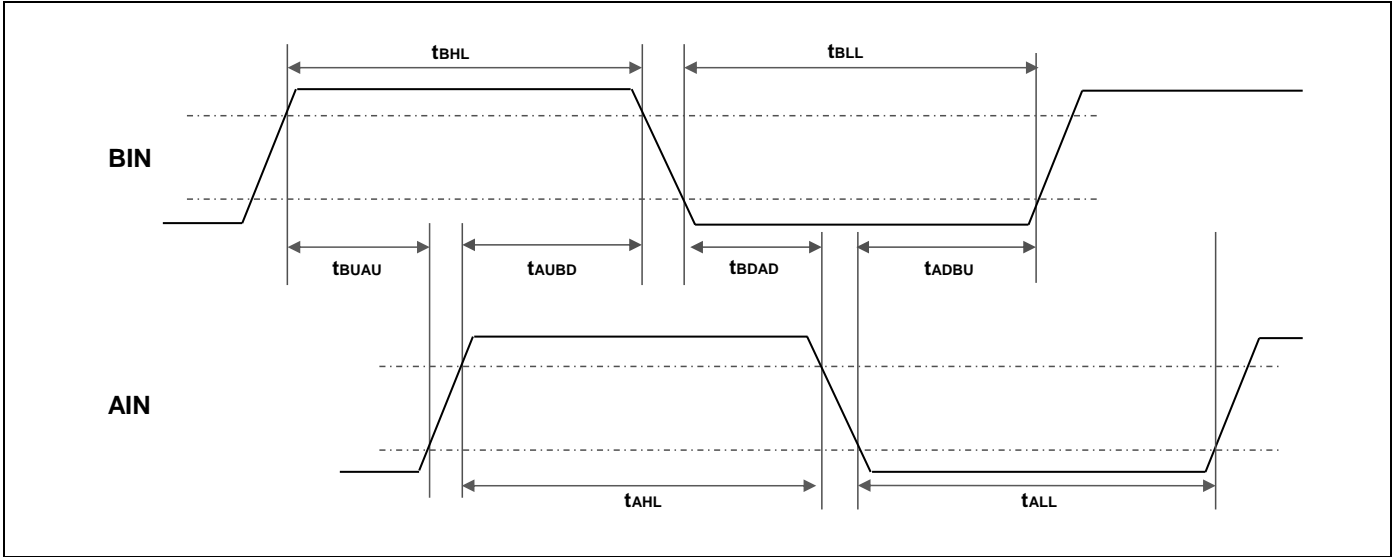 tBHL
tBLL
BIN
tBUAU
tAUBD
tBDAD
tADBU
AIN
tAHL
tALL